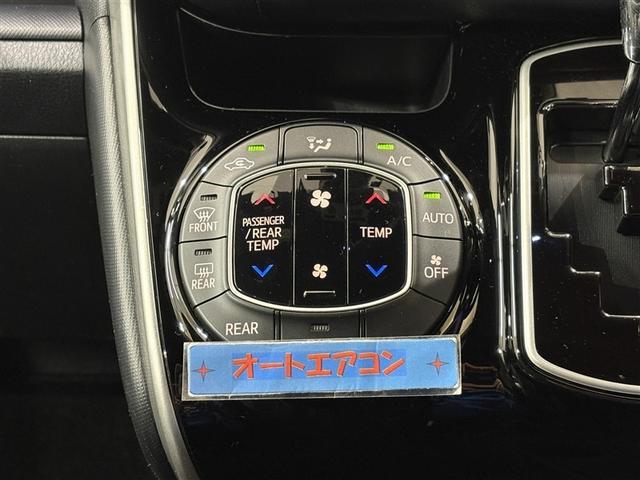 A/C
FRONT
PASSENGER
/REAR
TEMP
TEMP
AUTO
REAR
OFF
REAR
オートエアコン